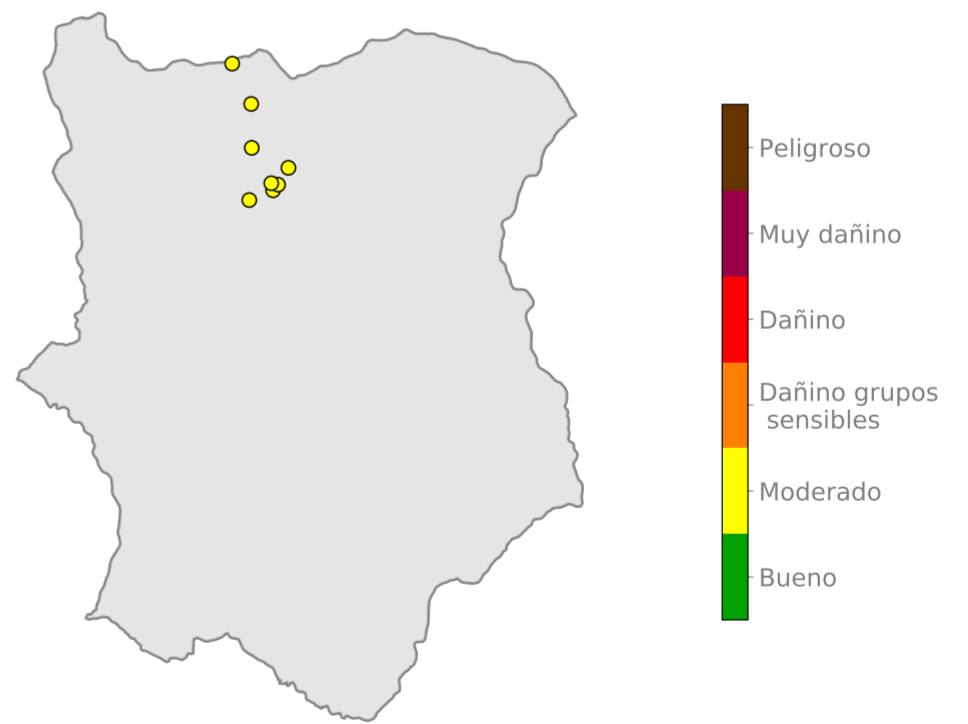 Peligroso
Muy dañino
Dañino
Dañino grupos
sensibles
Moderado
Bueno